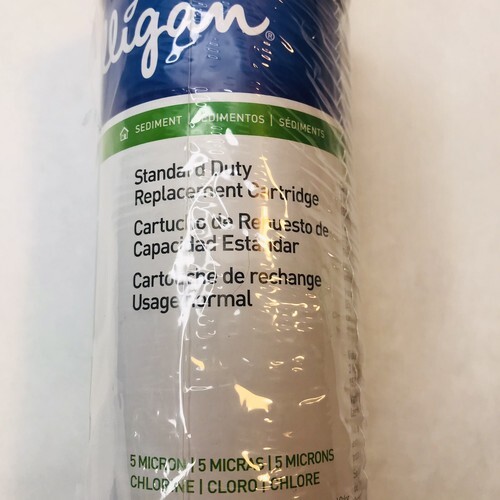 lligan®
SEDIMENT | SEDIMENTOS | SÉDIMENTS
Standard Duty
Replacement Cartridge
Cartucho de Repuesto de
Capacidad Estándar
Cartouche de rechange
Usage normal
5 MICRON | 5 MICRAS | 5 MICRONS
CHLORINE | CLORO | CHLORE